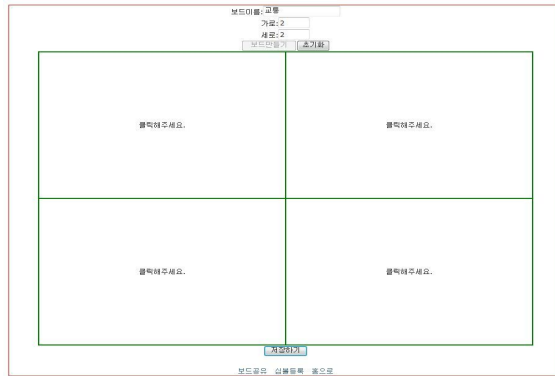 보드이름: 교통
가로: 2
세로: 2
보드만들기 초기화
클릭해주세요. 클릭해주세요.
클릭해주세요. 클릭해주세요.
저장하기
보드공유 심볼등록 홈으로